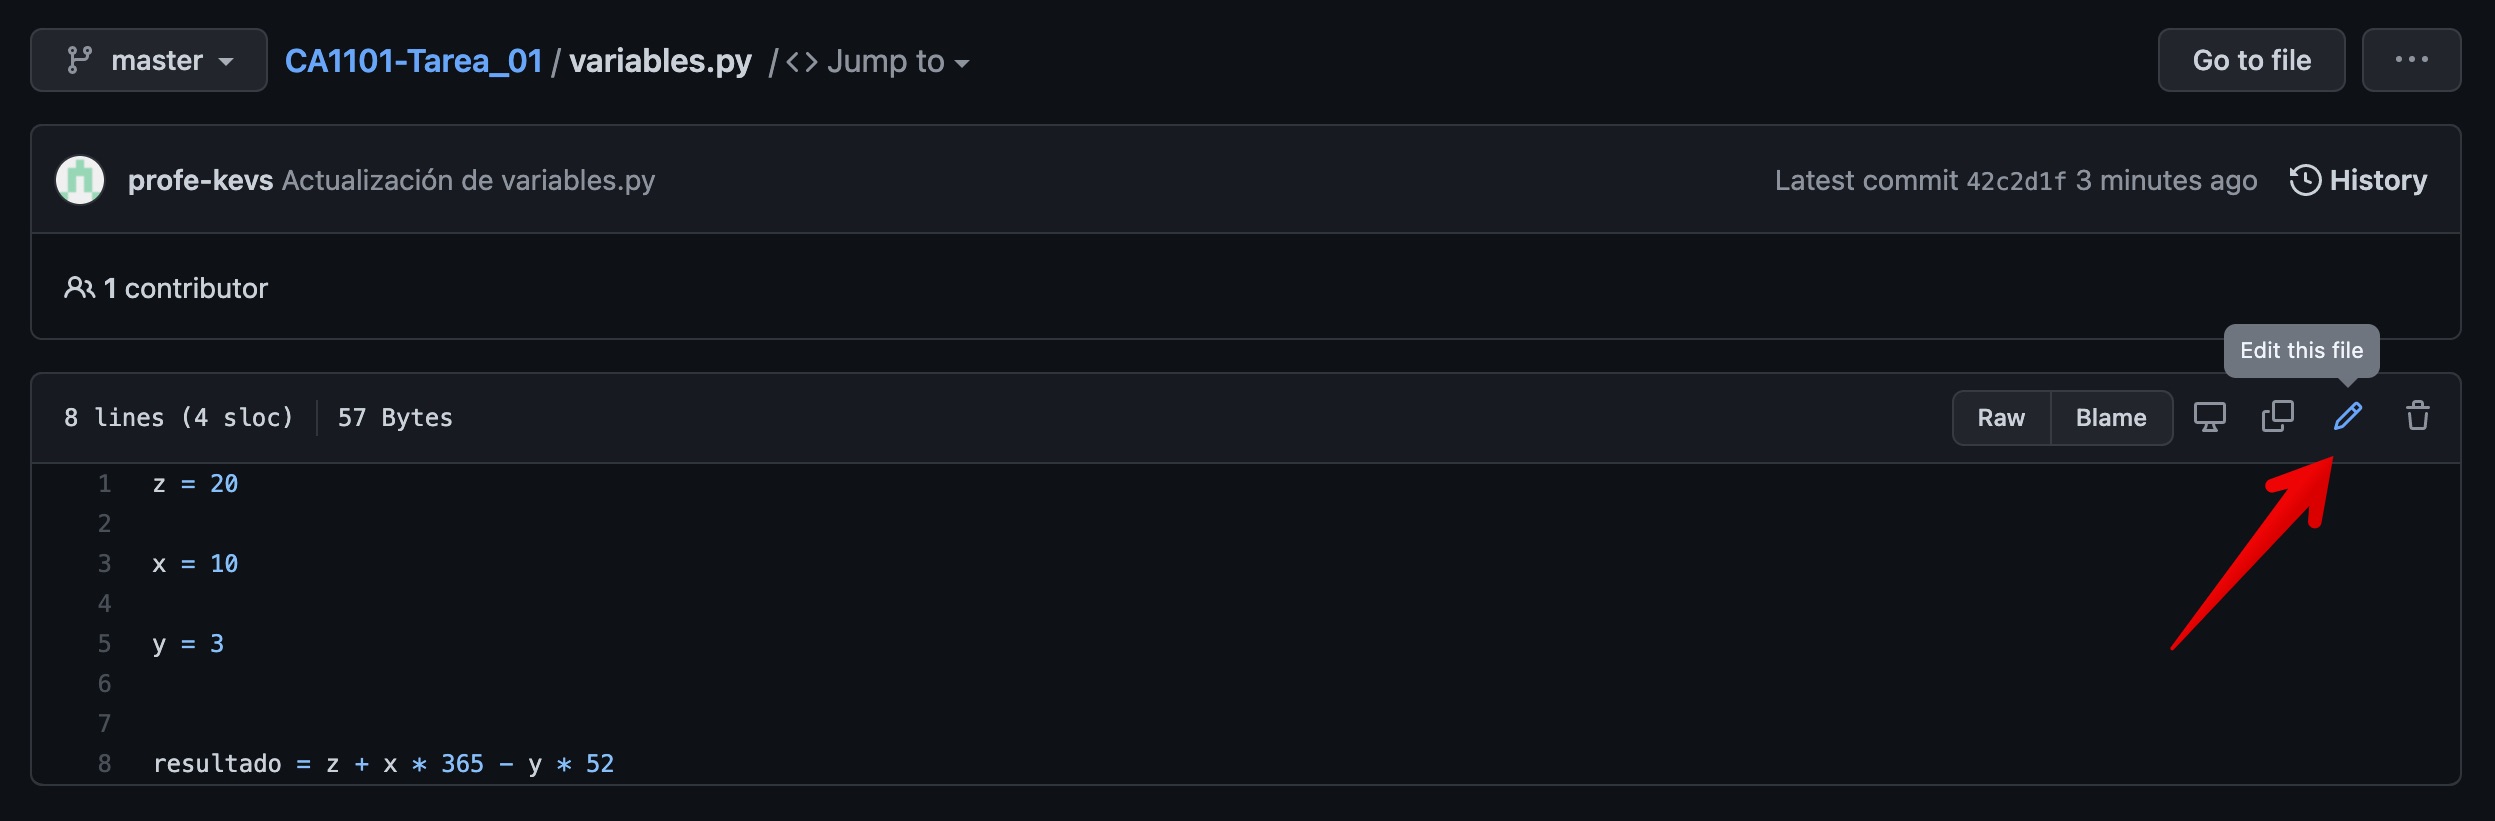 master CA1101-Tarea_01 / variables.py / <> Jump to Go to file ...
profe-kevs Actualización de variables.py Latest commit 42c2d1f 3 minutes ago History
1 contributor
Edit this file
8 lines (4 sloc) 57 Bytes Raw Blame
1 z = 20
2
3 x = 10
4
5 y = 3
6
7
8 resultado = z + x * 365 - y * 52